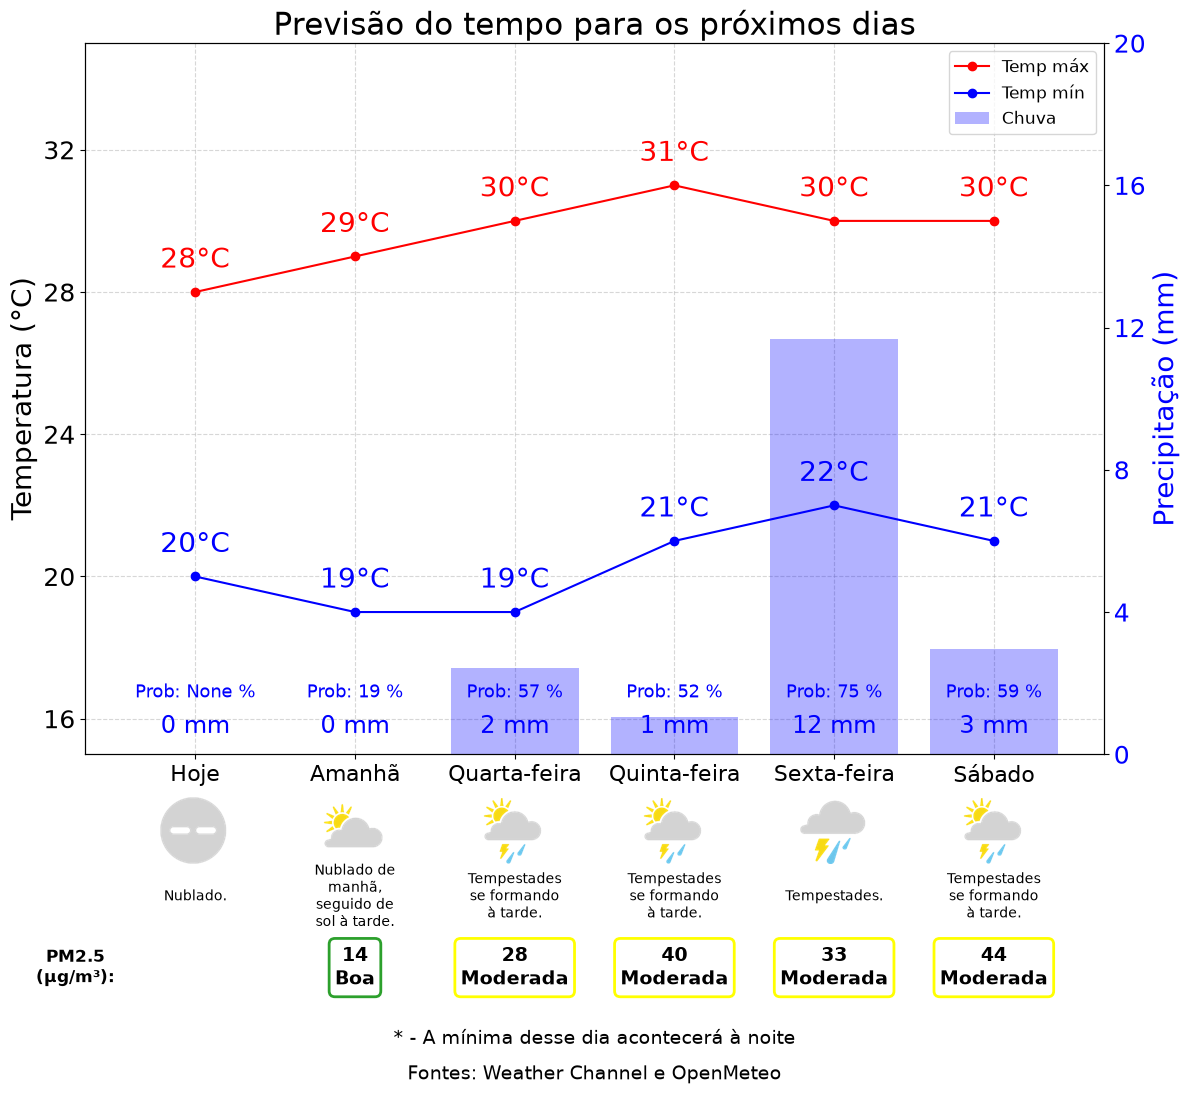 Previsão do tempo para os próximos dias
Temp máx
Temp mín
Chuva
Temperatura (°C)
32
28
24
20
16
Precipitação (mm)
20
16
12
8
4
0
28°C
29°C
30°C
31°C
30°C
30°C
20°C
19°C
19°C
21°C
22°C
21°C
Prob: None %
Prob: 19 %
Prob: 57 %
Prob: 52 %
Prob: 75 %
Prob: 59 %
0 mm
0 mm
2 mm
1 mm
12 mm
3 mm
Hoje
Amanhã
Quarta-feira
Quinta-feira
Sexta-feira
Sábado
Nublado.
Nublado de
manhã,
seguido de
sol à tarde.
Tempestades
se formando
à tarde.
Tempestades
se formando
à tarde.
Tempestades.
Tempestades
se formando
à tarde.
PM2.5
(µg/m³):
14
Boa
28
Moderada
40
Moderada
33
Moderada
44
Moderada
* - A mínima desse dia acontecerá à noite
Fontes: Weather Channel e OpenMeteo